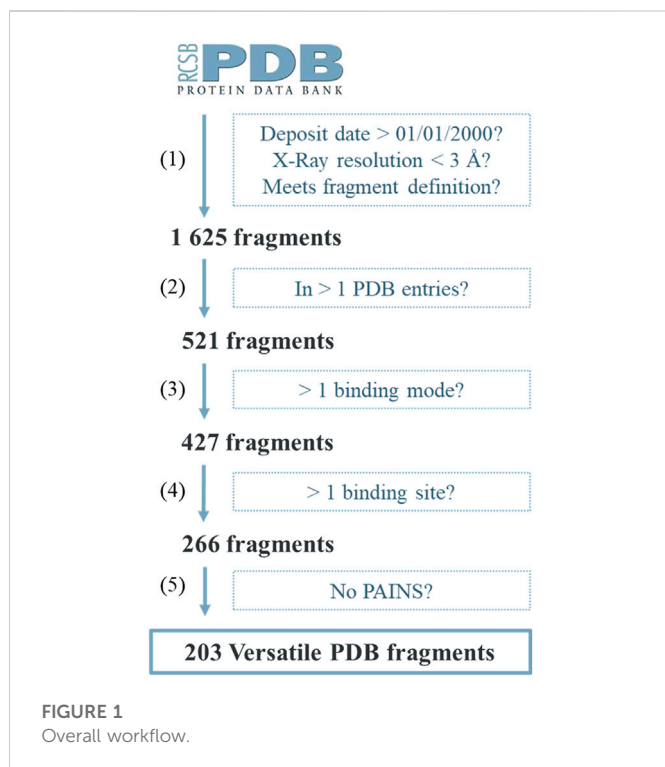 RCSB
PDB
PROTEIN DATA BANK
(1)
Deposit date > 01/01/2000?
X-Ray resolution < 3 Å?
Meets fragment definition?
1 625 fragments
(2)
In > 1 PDB entries?
521 fragments
(3)
> 1 binding mode?
427 fragments
(4)
> 1 binding site?
266 fragments
(5)
No PAINS?
203 Versatile PDB fragments
FIGURE 1
Overall workflow.